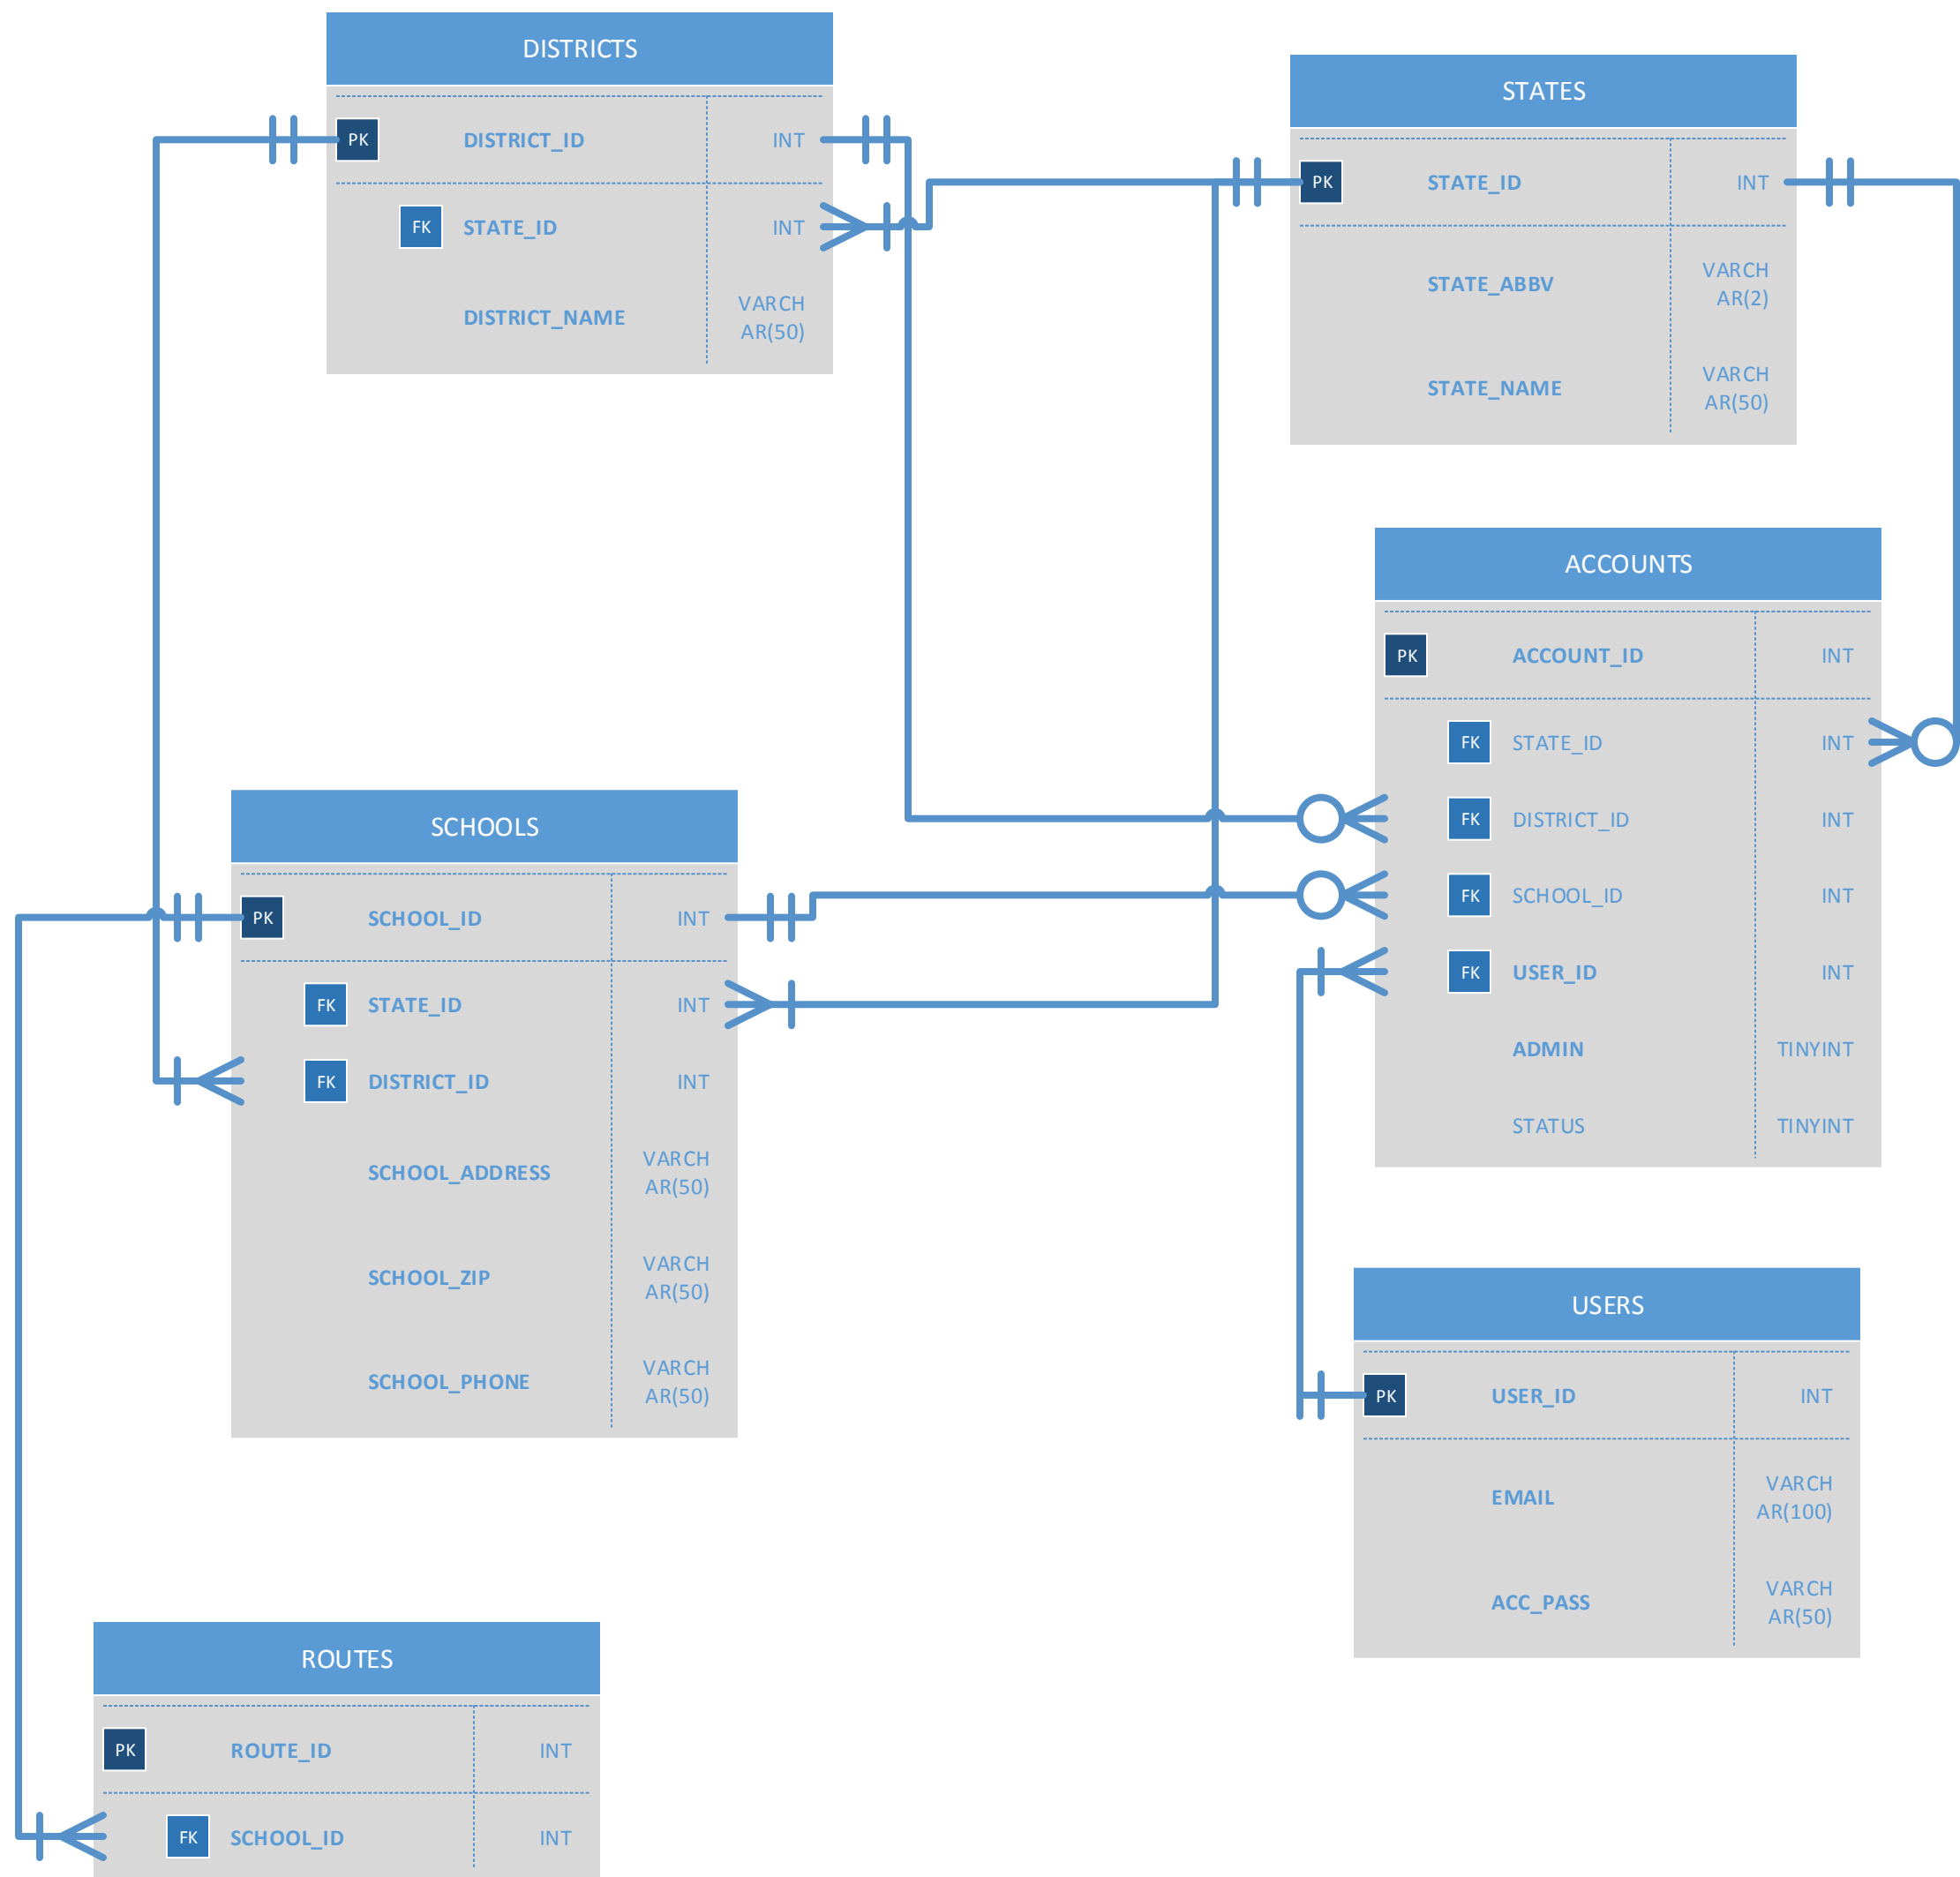 DISTRICTS
PK DISTRICT_ID INT
FK STATE_ID INT
DISTRICT_NAME VARCH
AR(50)
STATES
PK STATE_ID INT
STATE_ABBV VARCH
AR(2)
STATE_NAME VARCH
AR(50)
ACCOUNTS
PK ACCOUNT_ID INT
FK STATE_ID INT
FK DISTRICT_ID INT
FK SCHOOL_ID INT
FK USER_ID INT
ADMIN TINYINT
STATUS TINYINT
SCHOOLS
PK SCHOOL_ID INT
FK STATE_ID INT
FK DISTRICT_ID INT
SCHOOL_ADDRESS VARCH
AR(50)
SCHOOL_ZIP VARCH
AR(50)
SCHOOL_PHONE VARCH
AR(50)
USERS
PK USER_ID INT
EMAIL VARCH
AR(100)
ACC_PASS VARCH
AR(50)
ROUTES
PK ROUTE_ID INT
FK SCHOOL_ID INT